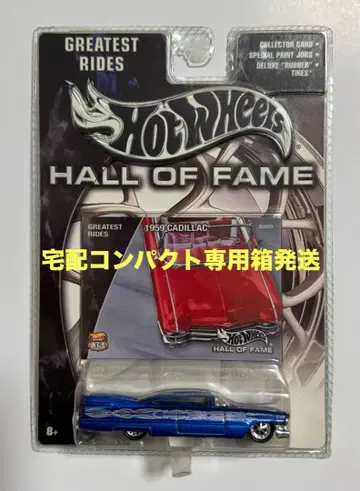 GREATEST
RIDES
COLLECTOR CARD •
SPECIAL PAINT JOBS •
DELUXE "RUBBER" •
TIRES
HOT WHEELS
HALL OF FAME
GREATEST
RIDES
1959 CADILLAC
宅配コンパクト専用箱発送
35
HOT WHEELS
HALL OF FAME
8+